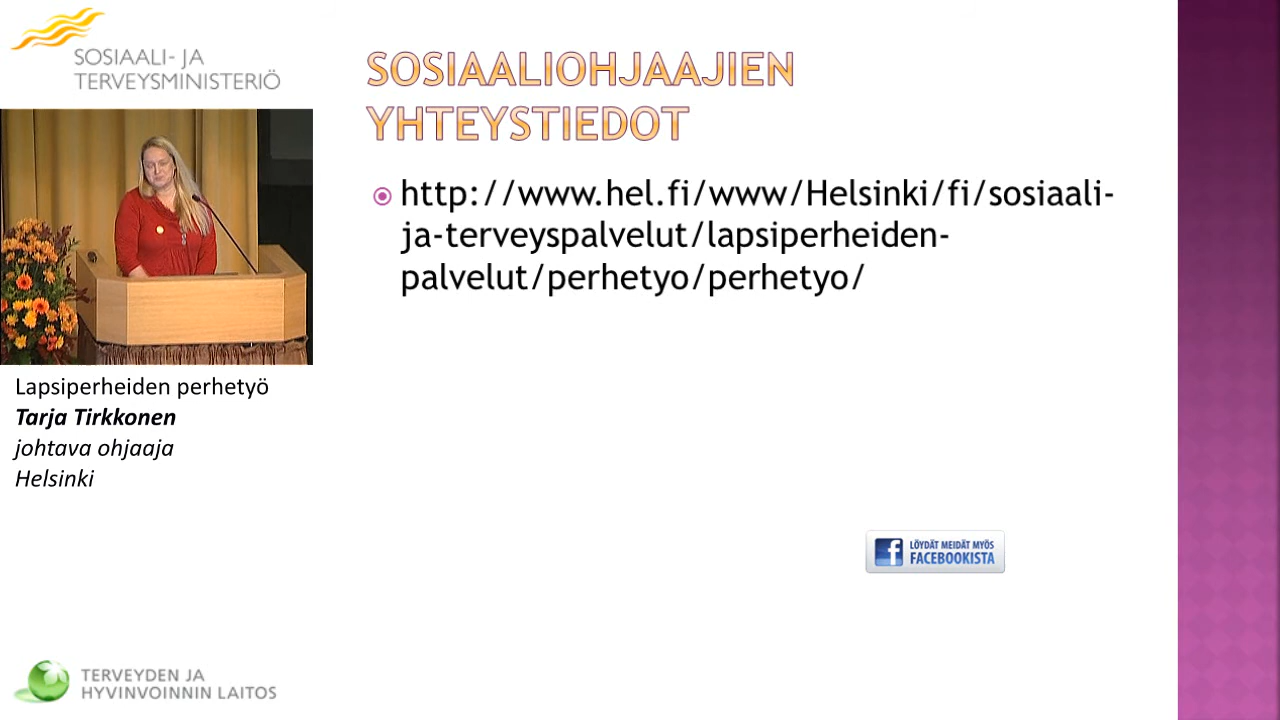 SOSIAALI- JA
TERVEYSMINISTERIÖ
SOSIAALIOHJAAJIEN
YHTEYSTIEDOT
http://www.hel.fi/www/Helsinki/fi/sosiaali-
ja-terveyspalvelut/lapsiperheiden-
palvelut/perhetyo/perhetyo/
Lapsiperheiden perhetyö
Tarja Tirkkonen
johtava ohjaaja
Helsinki
LÖYDÄT MEIDÄT MYÖS
FACEBOOKISTA
TERVEYDEN JA
HYVINVOINNIN LAITOS